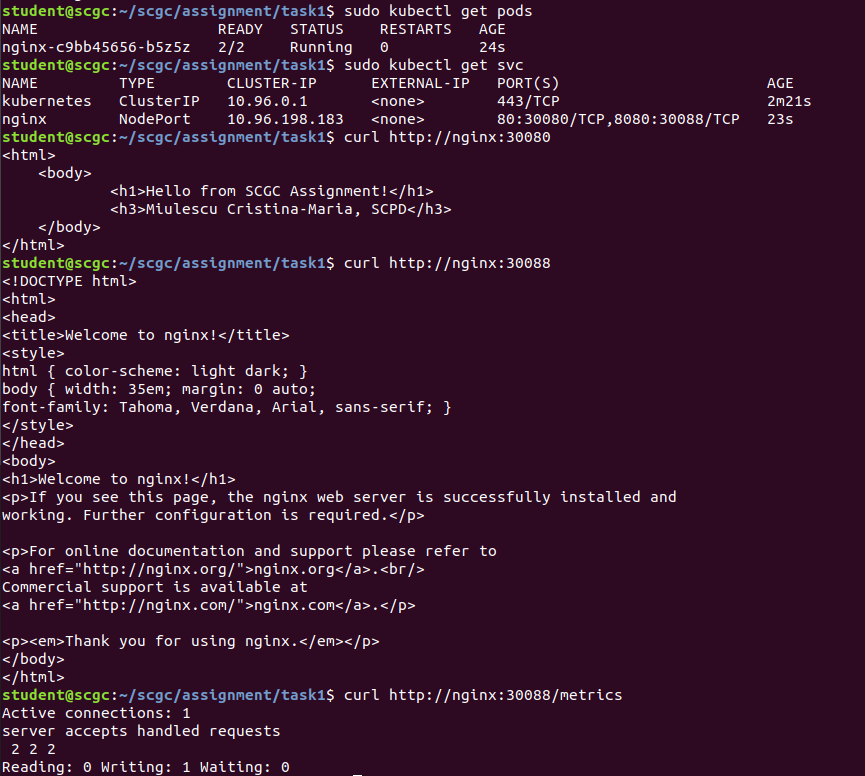 student@scgc:~/scgc/assignment/task1$ sudo kubectl get pods
NAME                    READY   STATUS    RESTARTS   AGE
nginx-c9bb45656-b5z5z   2/2     Running   0          24s
student@scgc:~/scgc/assignment/task1$ sudo kubectl get svc
NAME         TYPE        CLUSTER-IP      EXTERNAL-IP   PORT(S)                       AGE
kubernetes   ClusterIP   10.96.0.1       <none>        443/TCP                       2m21s
nginx        NodePort    10.96.198.183   <none>        80:30080/TCP,8080:30088/TCP   23s
student@scgc:~/scgc/assignment/task1$ curl http://nginx:30080
<html>
    <body>
            <h1>Hello from SCGC Assignment!</h1>
            <h3>Miulescu Cristina-Maria, SCPD</h3>
    </body>
</html>
student@scgc:~/scgc/assignment/task1$ curl http://nginx:30088
<!DOCTYPE html>
<html>
<head>
<title>Welcome to nginx!</title>
<style>
html { color-scheme: light dark; }
body { width: 35em; margin: 0 auto;
font-family: Tahoma, Verdana, Arial, sans-serif; }
</style>
</head>
<body>
<h1>Welcome to nginx!</h1>
<p>If you see this page, the nginx web server is successfully installed and
working. Further configuration is required.</p>

<p>For online documentation and support please refer to
<a href="http://nginx.org/">nginx.org</a>.<br/>
Commercial support is available at
<a href="http://nginx.com/">nginx.com</a>.</p>

<p><em>Thank you for using nginx.</em></p>
</body>
</html>
student@scgc:~/scgc/assignment/task1$ curl http://nginx:30088/metrics
Active connections: 1
server accepts handled requests
 2 2 2
Reading: 0 Writing: 1 Waiting: 0